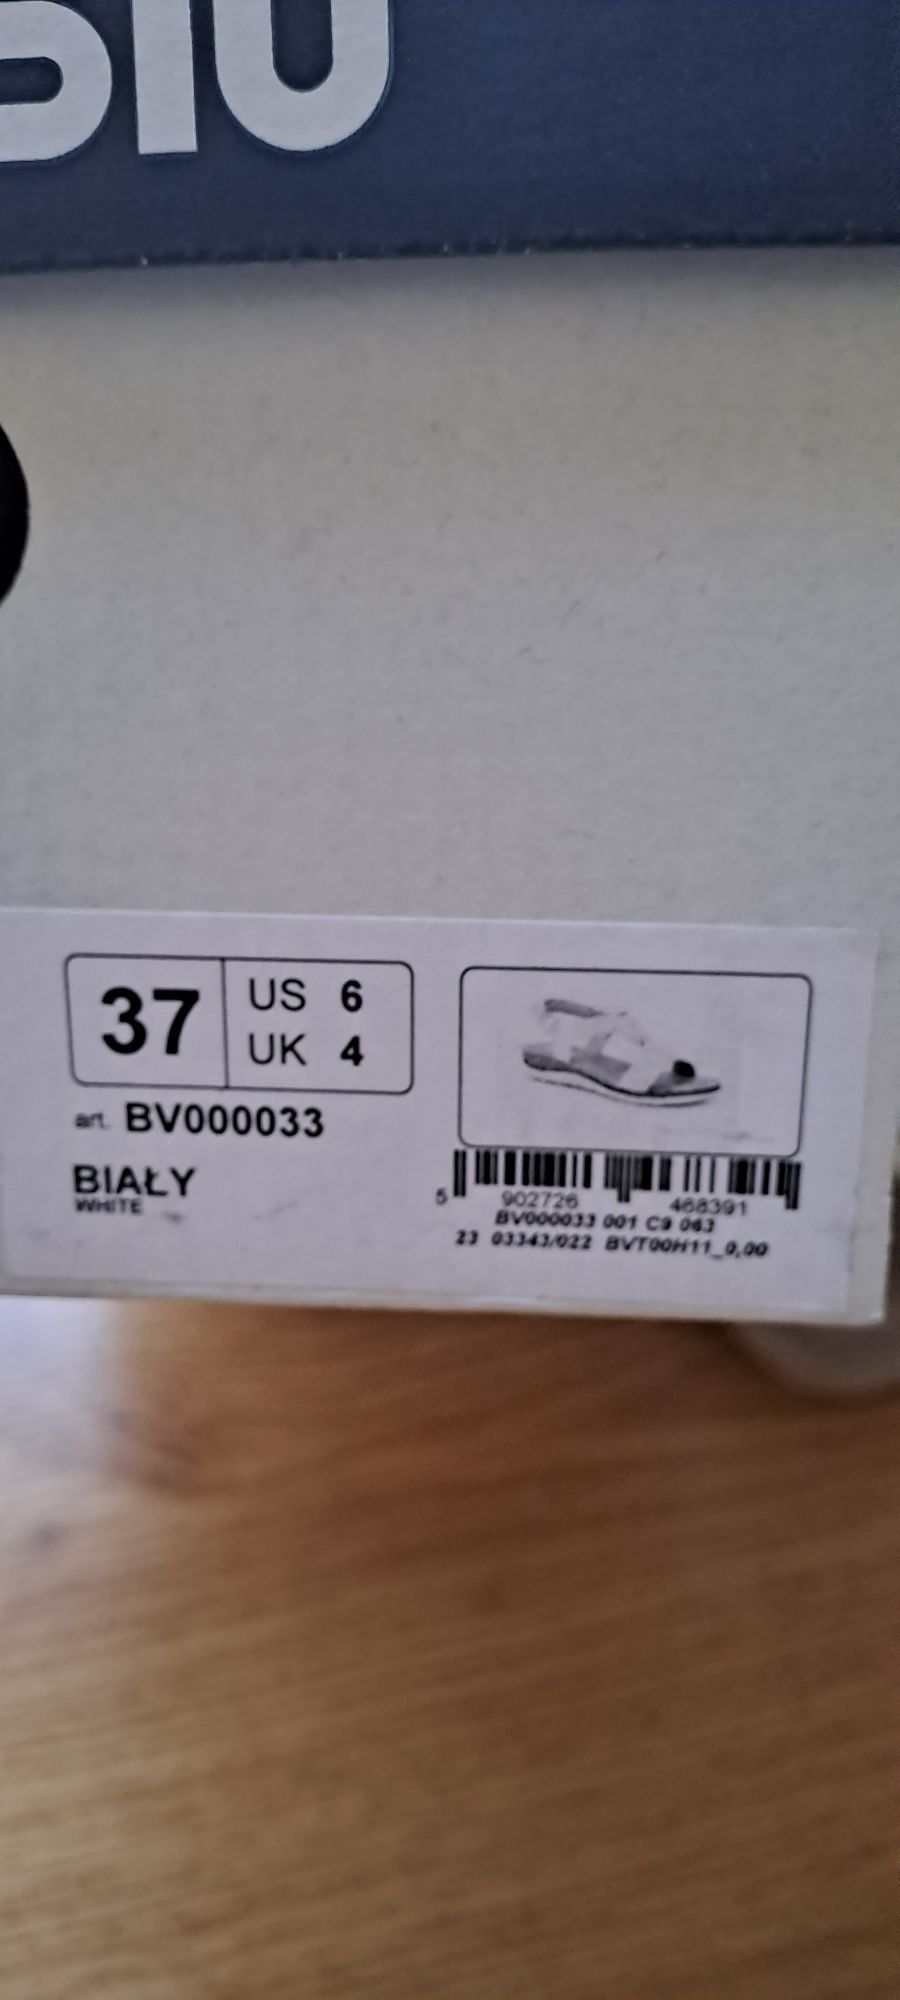 37
US 6
UK 4
art. BV000033
BIAŁY
WHITE
5 902726 468391
BV000033 001 C9 063
23 03343/022 BVT00H11_0,00